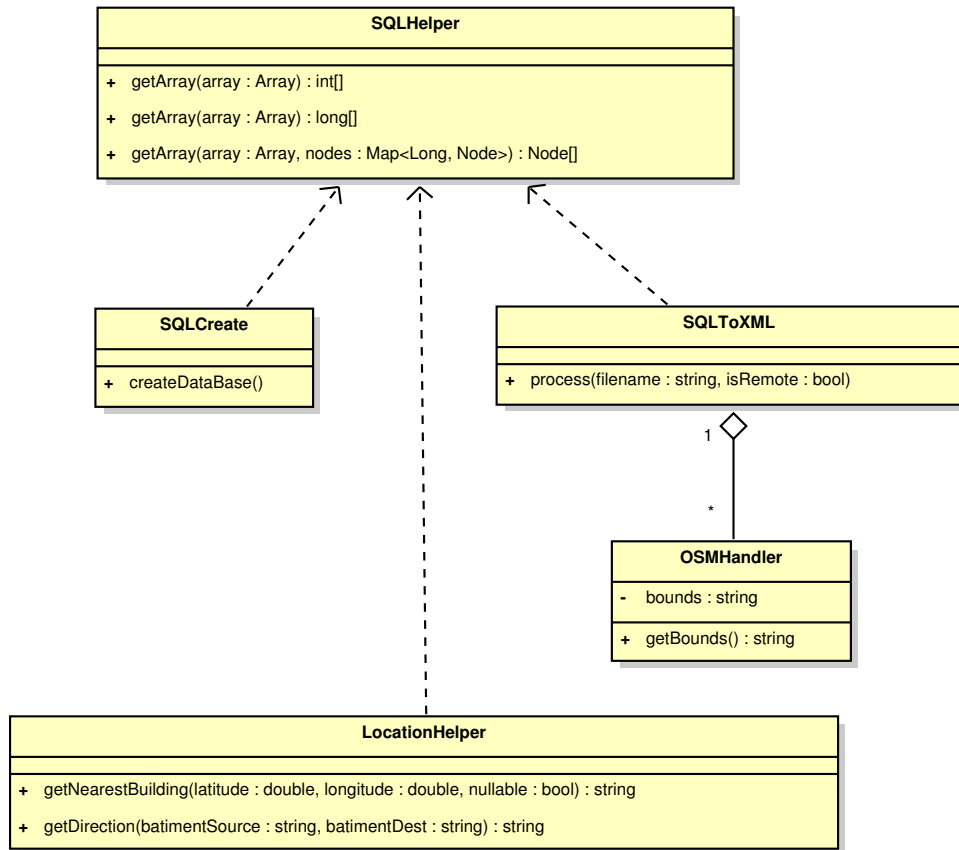 SQLHelper
+ getArray(array : Array) : int[]
+ getArray(array : Array) : long[]
+ getArray(array : Array, nodes : Map<Long, Node>) : Node[]
SQLCreate
+ createDataBase()
SQLToXML
+ process(filename : string, isRemote : bool)
1
*
OSMHandler
- bounds : string
+ getBounds() : string
LocationHelper
+ getNearestBuilding(latitude : double, longitude : double, nullable : bool) : string
+ getDirection(batimentSource : string, batimentDest : string) : string